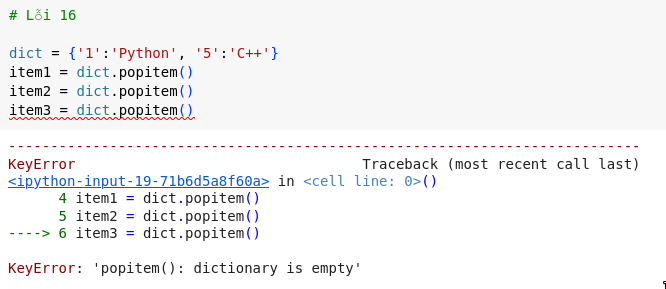 # Lỗi 16
dict = {'1':'Python', '5':'C++'}
item1 = dict.popitem()
item2 = dict.popitem()
item3 = dict.popitem()
---------------------------------------------------------------------------
KeyError                                  Traceback (most recent call last)
<ipython-input-19-71b6d5a8f60a> in <cell line: 0>()
      4 item1 = dict.popitem()
      5 item2 = dict.popitem()
----> 6 item3 = dict.popitem()
KeyError: 'popitem(): dictionary is empty'